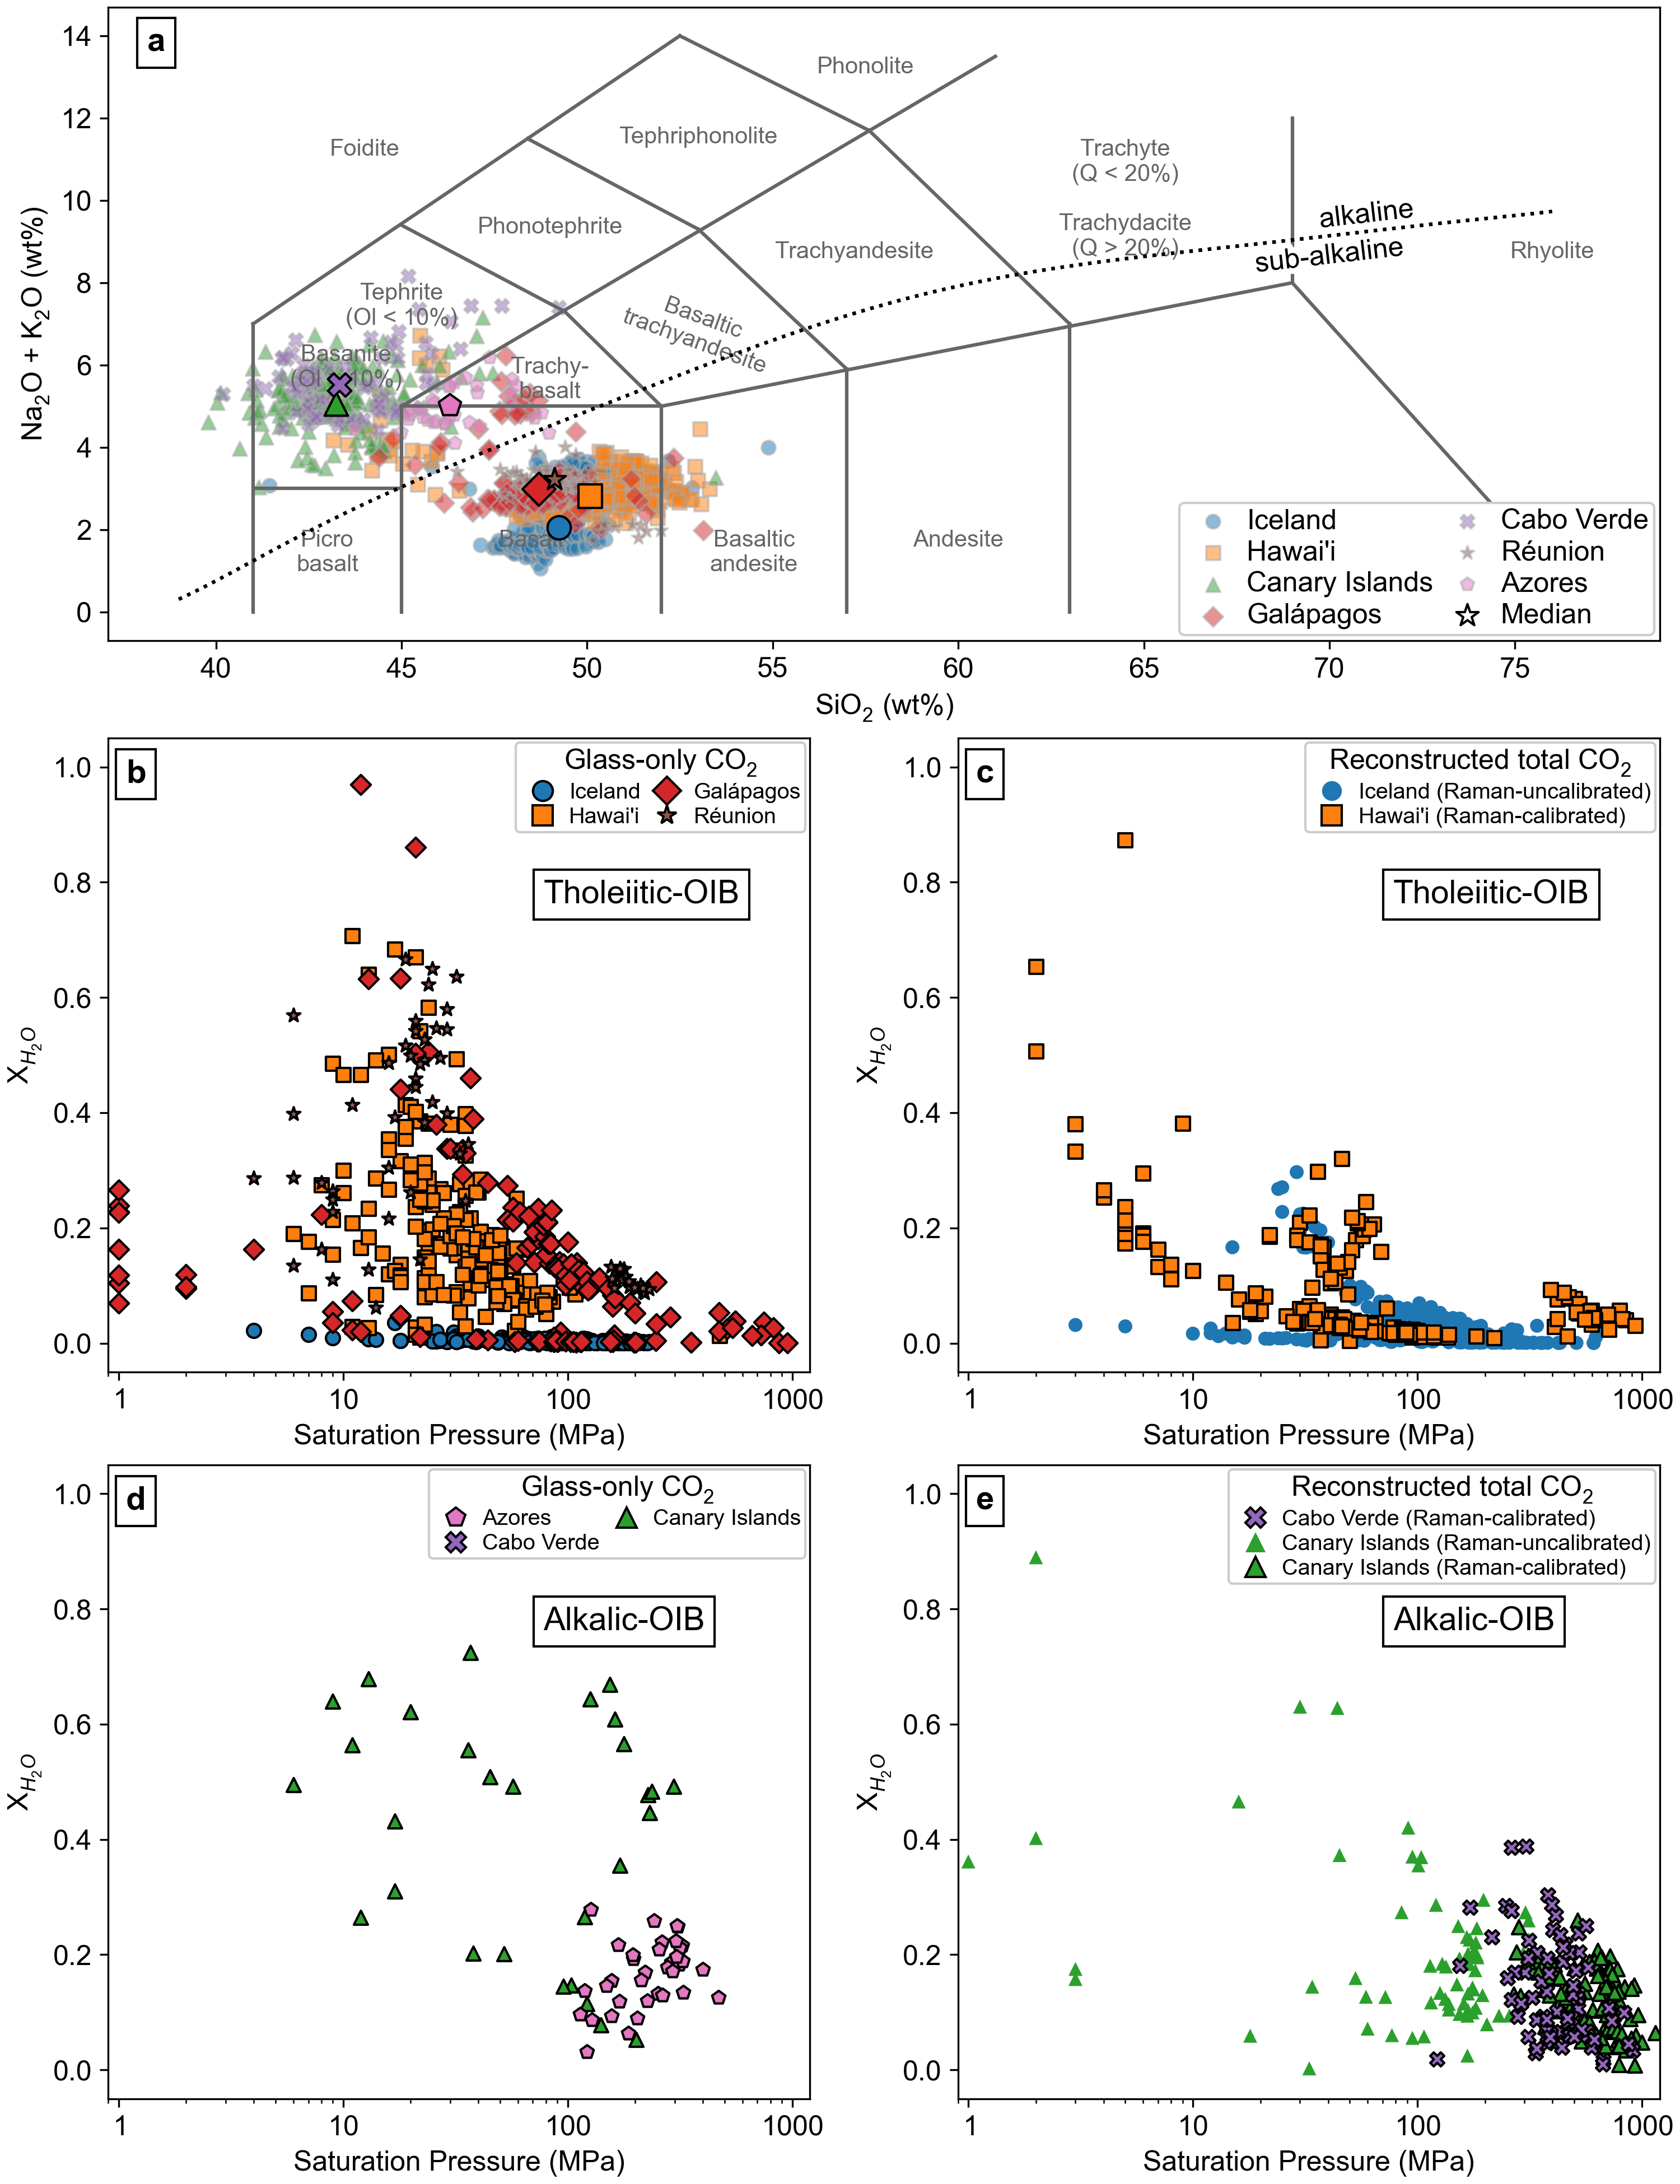 a
14
12
10
8
6
4
2
0
Na2O + K2O (wt%)
Phonolite
Foidite
Tephriphonolite
Trachyte
(Q < 20%)
Phonotephrite
Trachydacite
(Q > 20%)
Trachyandesite
alkaline
sub-alkaline
Rhyolite
Tephrite
(Ol < 10%)
Basaltic
trachyandesite
Basanite
Trachy-
basalt
Picro
basalt
Basalt
Basaltic
andesite
Andesite
Iceland
Hawai'i
Canary Islands
Galápagos
Cabo Verde
Réunion
Azores
Median
40 45 50 55 60 65 70 75
SiO2 (wt%)
b
Glass-only CO2
Iceland Galápagos
Hawai'i Réunion
Tholeiitic-OIB
1.0
0.8
0.6
0.4
0.2
0.0
XH2O
1 10 100 1000
Saturation Pressure (MPa)
c
Reconstructed total CO2
Iceland (Raman-uncalibrated)
Hawai'i (Raman-calibrated)
Tholeiitic-OIB
1.0
0.8
0.6
0.4
0.2
0.0
XH2O
1 10 100 1000
Saturation Pressure (MPa)
d
Glass-only CO2
Azores Canary Islands
Cabo Verde
Alkalic-OIB
1.0
0.8
0.6
0.4
0.2
0.0
XH2O
1 10 100 1000
Saturation Pressure (MPa)
e
Reconstructed total CO2
Cabo Verde (Raman-calibrated)
Canary Islands (Raman-uncalibrated)
Canary Islands (Raman-calibrated)
Alkalic-OIB
1.0
0.8
0.6
0.4
0.2
0.0
XH2O
1 10 100 1000
Saturation Pressure (MPa)